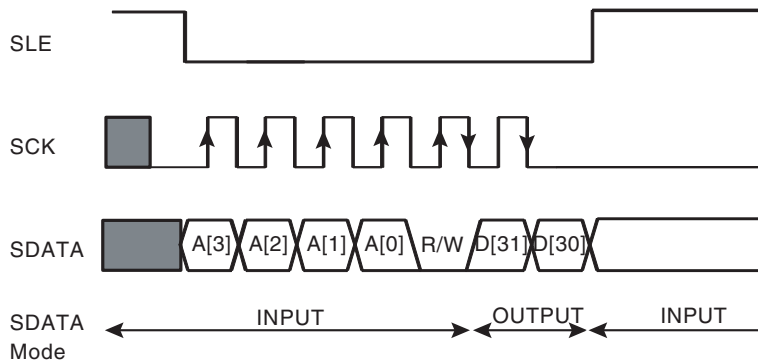 SLE
SCK
SDATA
A[3] A[2] A[1] A[0] R/W D[31] D[30]
SDATA
Mode
INPUT OUTPUT INPUT